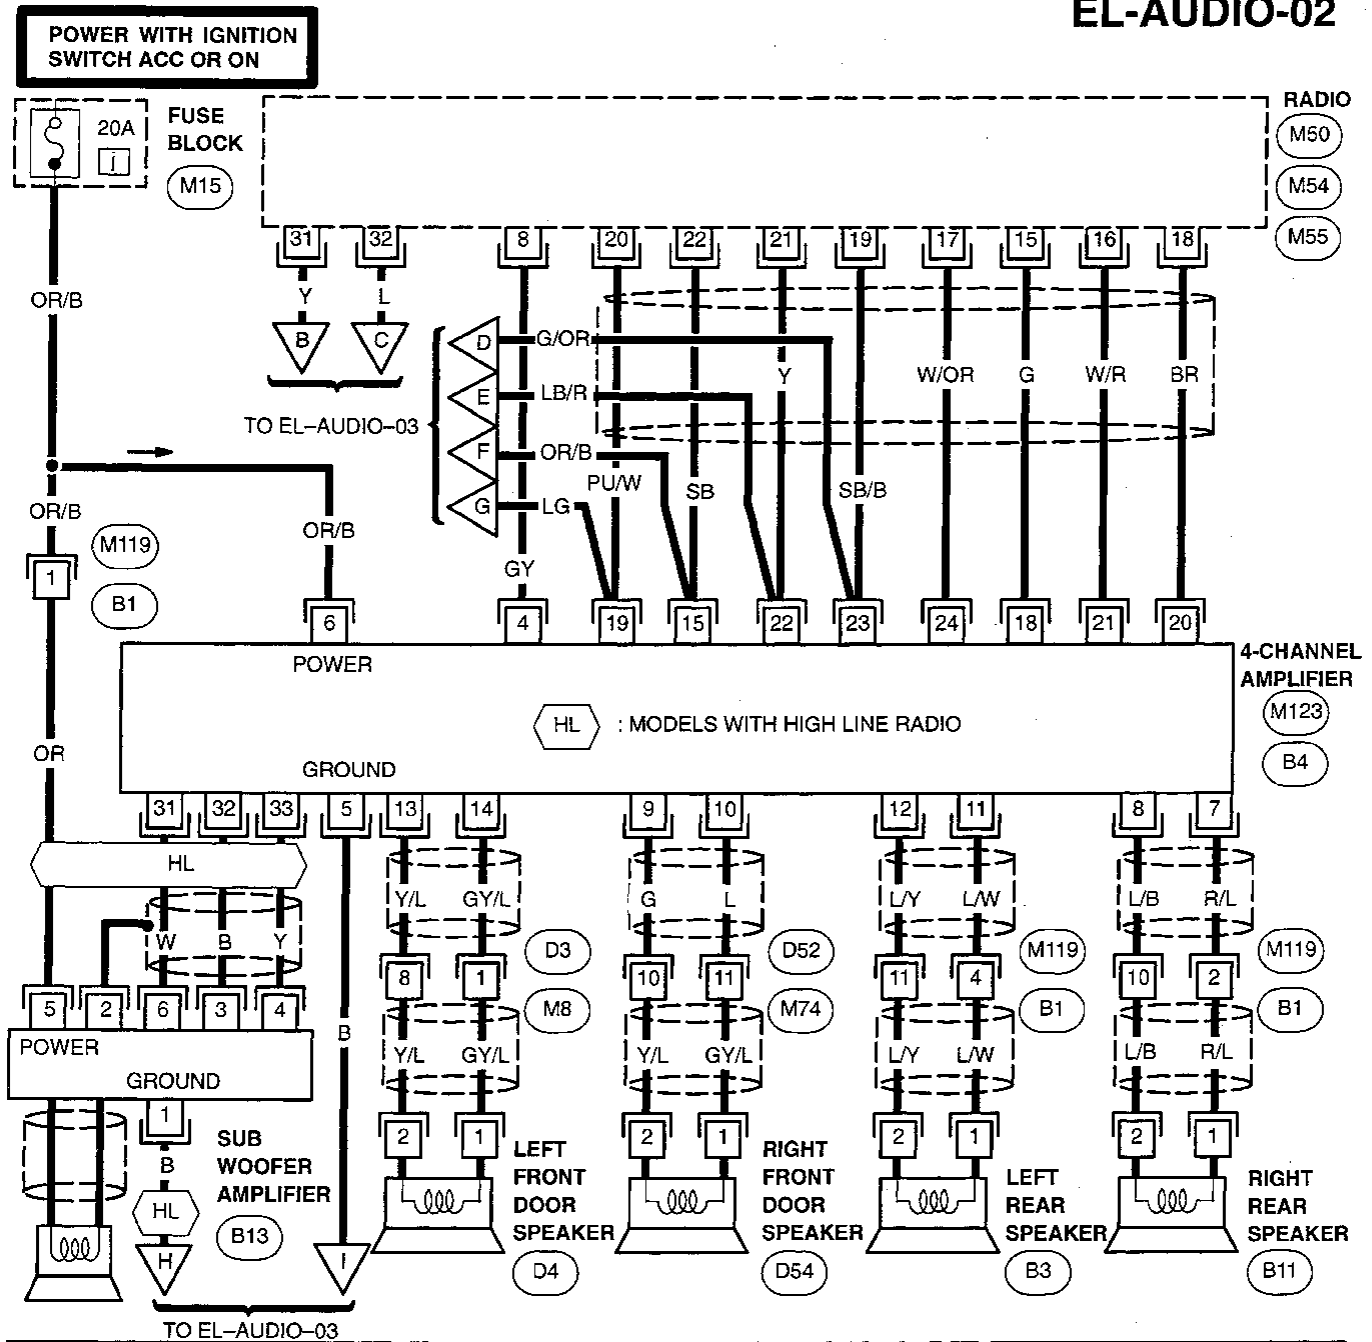 EL-AUDIO-02
POWER WITH IGNITION
SWITCH ACC OR ON
20A
j
FUSE
BLOCK
M15
RADIO
M50
M54
M55
31 32 8 20 22 21 19 17 15 16 18
OR/B
Y L
B C
D G/OR
E LB/R
F OR/B
G LG
TO EL-AUDIO-03
Y W/OR G W/R BR
PU/W SB SB/B
OR/B
OR/B
GY
M119
B1
1
6 4 19 15 22 23 24 18 21 20
POWER
HL : MODELS WITH HIGH LINE RADIO
GROUND
4-CHANNEL
AMPLIFIER
M123
B4
OR
31 32 33 5 13 14 9 10 12 11 8 7
HL
Y/L GY/L G L L/Y L/W L/B R/L
W B Y
D3 D52 M119 M119
8 1 10 11 11 4 10 2
M8 M74 B1 B1
5 2 6 3 4
B
POWER
GROUND
Y/L GY/L Y/L GY/L L/Y L/W L/B R/L
1
2 1 2 1 2 1 2 1
B
HL
H
I
SUB
WOOFER
AMPLIFIER
B13
LEFT
FRONT
DOOR
SPEAKER
D4
RIGHT
FRONT
DOOR
SPEAKER
D54
LEFT
REAR
SPEAKER
B3
RIGHT
REAR
SPEAKER
B11
TO EL-AUDIO-03